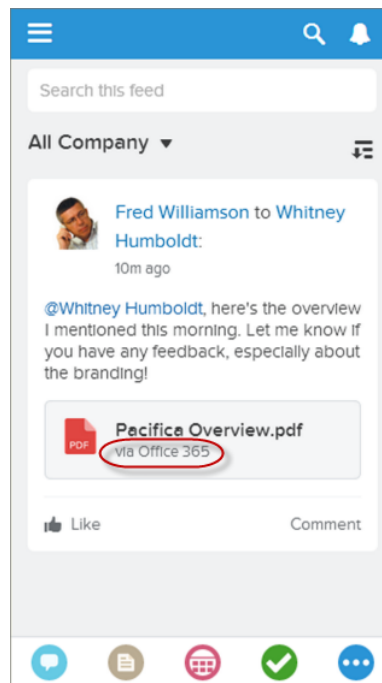 Search this feed
All Company
Fred Williamson to Whitney
Humboldt:
10m ago
@Whitney Humboldt, here's the overview
I mentioned this morning. Let me know if
you have any feedback, especially about
the branding!
PDF
Pacifica Overview.pdf
via Office 365
Like
Comment